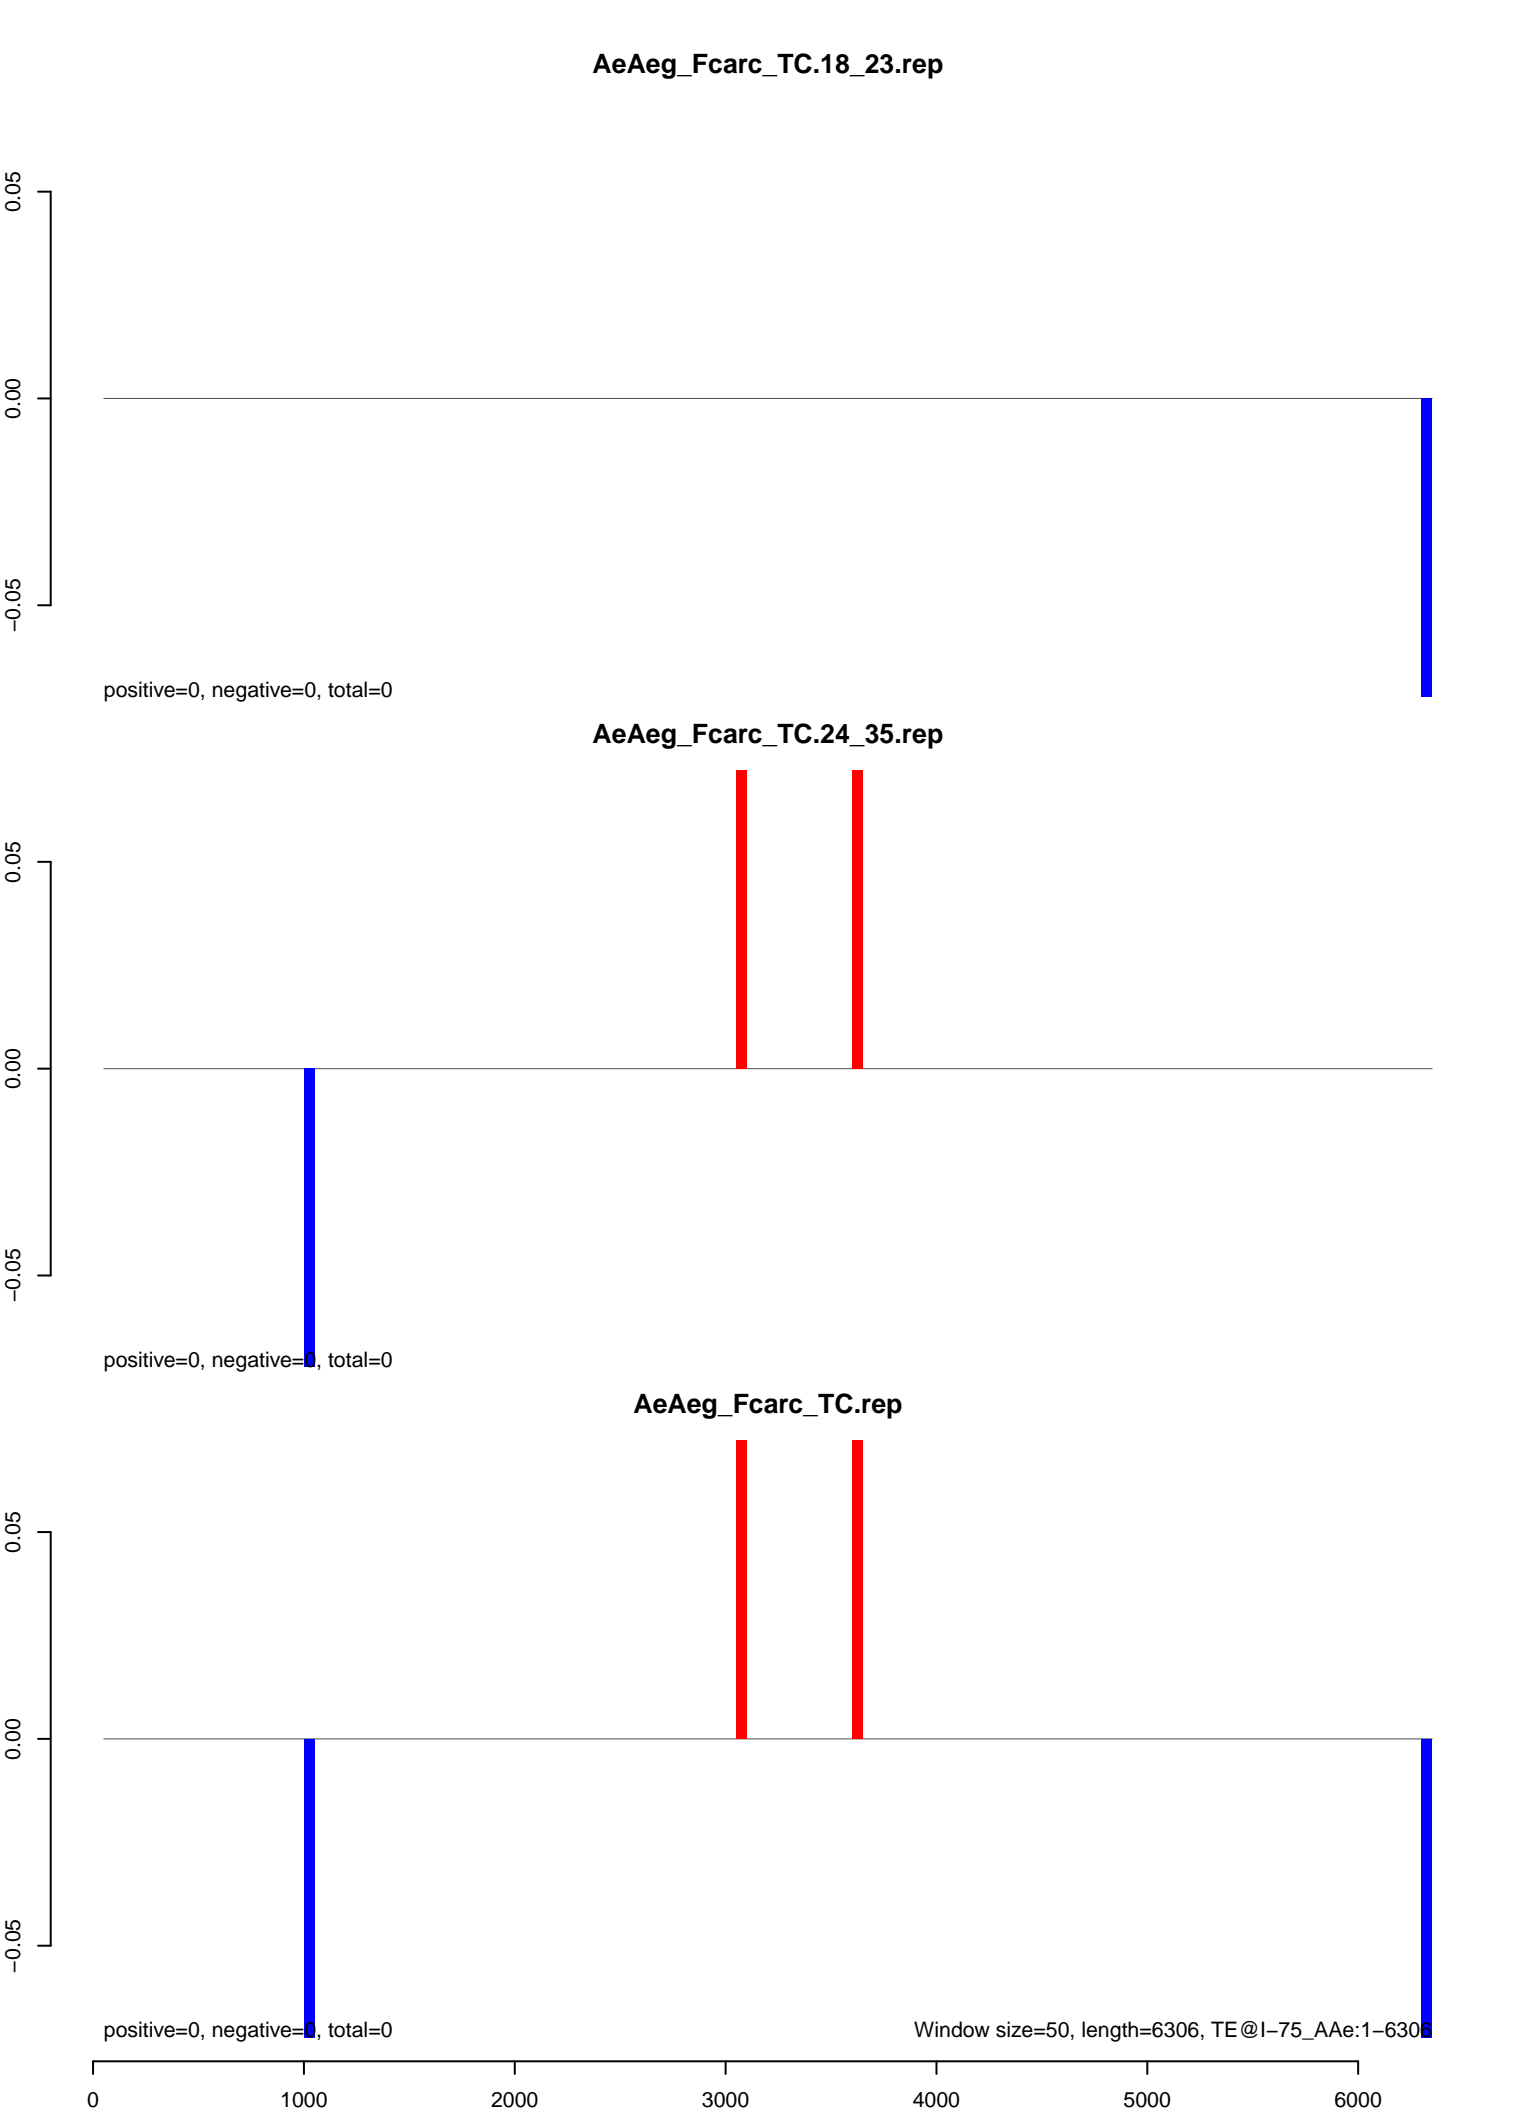 AeAeg_Fcarc_TC.18_23.rep
0.05
0.00
−0.05
positive=0, negative=0, total=0
AeAeg_Fcarc_TC.24_35.rep
0.05
0.00
−0.05
positive=0, negative=0, total=0
AeAeg_Fcarc_TC.rep
0.05
0.00
−0.05
positive=0, negative=0, total=0
Window size=50, length=6306, TE@I−75_AAe:1−6306
0 1000 2000 3000 4000 5000 6000